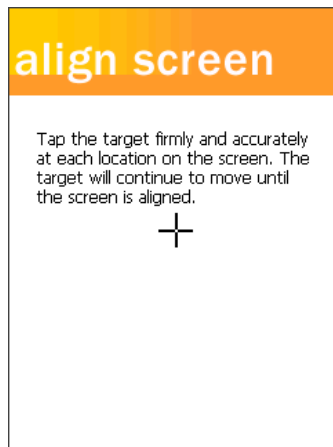 align screen
Tap the target firmly and accurately
at each location on the screen. The
target will continue to move until
the screen is aligned.